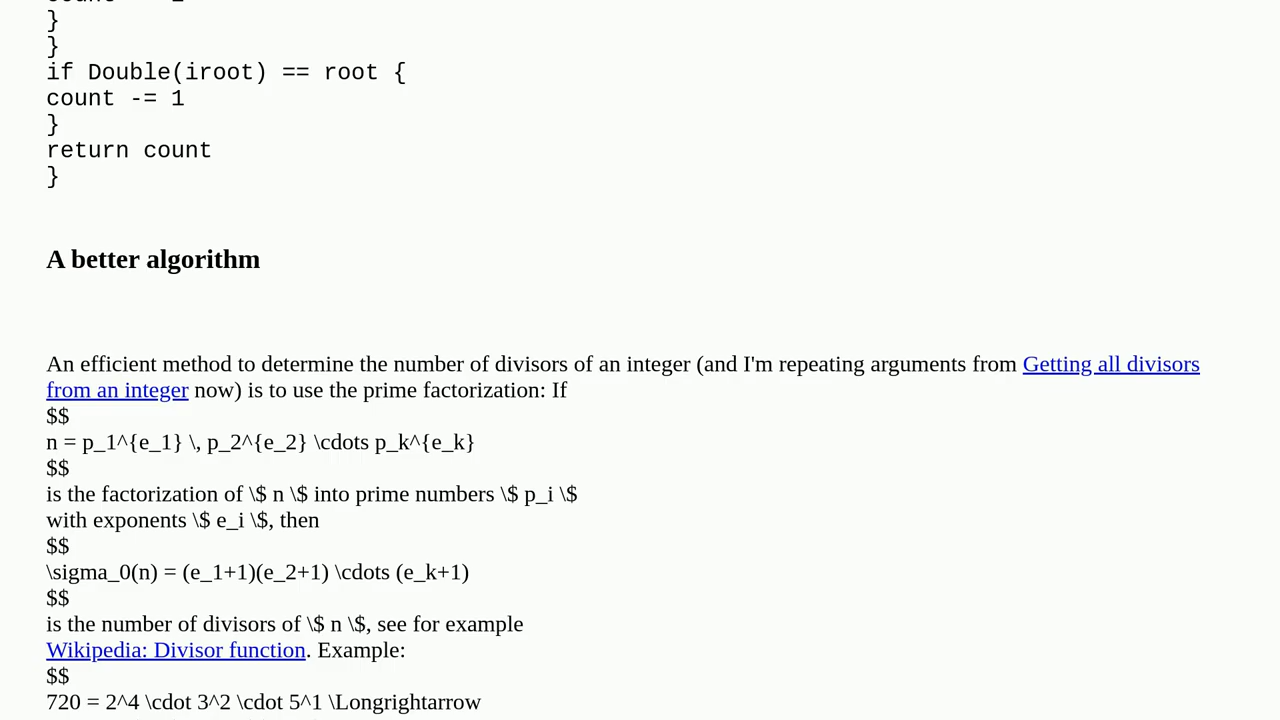 }
}
if Double(iroot) == root {
count -= 1
}
return count
}
A better algorithm
An efficient method to determine the number of divisors of an integer (and I'm repeating arguments from Getting all divisors
from an integer now) is to use the prime factorization: If
$$
n = p_1^{e_1} \, p_2^{e_2} \cdots p_k^{e_k}
$$
is the factorization of \$ n \$ into prime numbers \$ p_i \$
with exponents \$ e_i \$, then
$$
\sigma_0(n) = (e_1+1)(e_2+1) \cdots (e_k+1)
$$
is the number of divisors of \$ n \$, see for example
Wikipedia: Divisor function. Example:
$$
720 = 2^4 \cdot 3^2 \cdot 5^1 \Longrightarrow